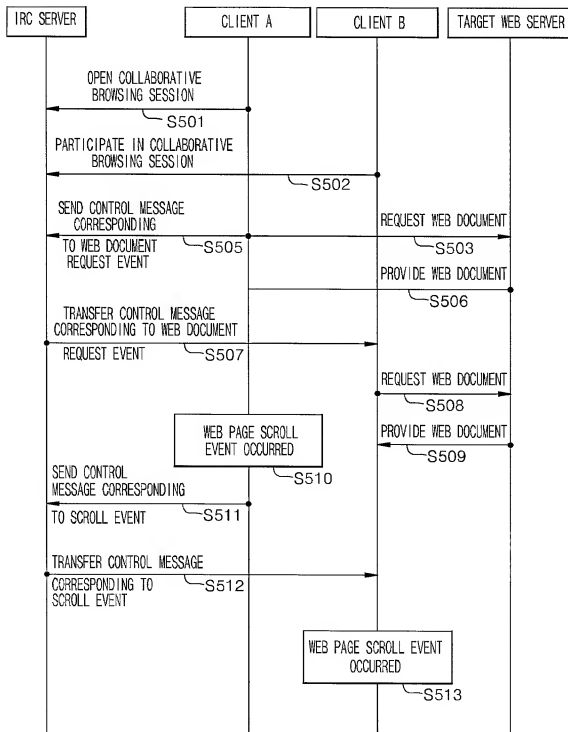 IRC SERVER
CLIENT A
CLIENT B
TARGET WEB SERVER
OPEN COLLABORATIVE
BROWSING SESSION
S501
PARTICIPATE IN COLLABORATIVE
BROWSING SESSION
S502
SEND CONTROL MESSAGE
CORRESPONDING
TO WEB DOCUMENT
REQUEST EVENT
S505
REQUEST WEB DOCUMENT
S503
PROVIDE WEB DOCUMENT
S506
TRANSFER CONTROL MESSAGE
CORRESPONDING TO WEB DOCUMENT
REQUEST EVENT
S507
REQUEST WEB DOCUMENT
S508
PROVIDE WEB DOCUMENT
S509
WEB PAGE SCROLL
EVENT OCCURRED
S510
SEND CONTROL
MESSAGE CORRESPONDING
TO SCROLL EVENT
S511
TRANSFER CONTROL MESSAGE
CORRESPONDING TO
SCROLL EVENT
S512
WEB PAGE SCROLL EVENT
OCCURRED
S513